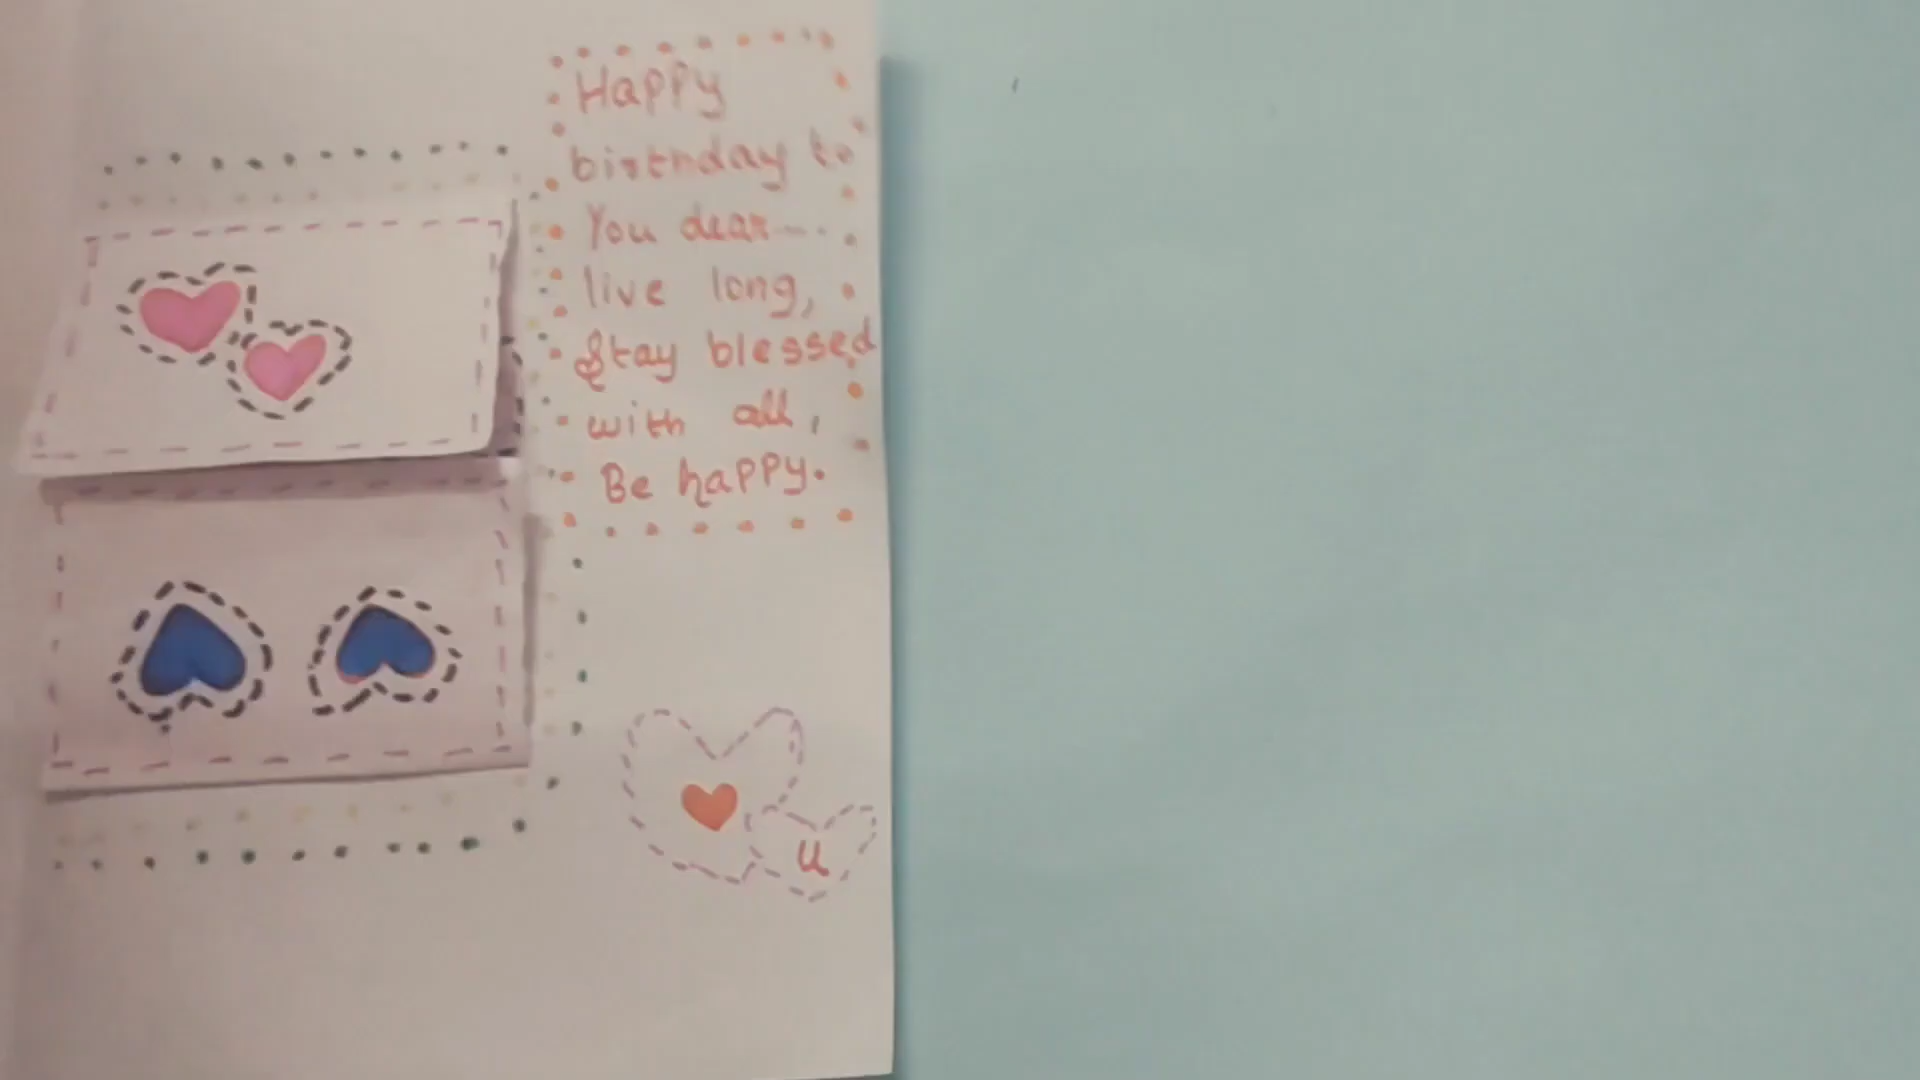 Happy
birthday to
You dear....
live long,
Stay blessed
with all,
Be happy.
u